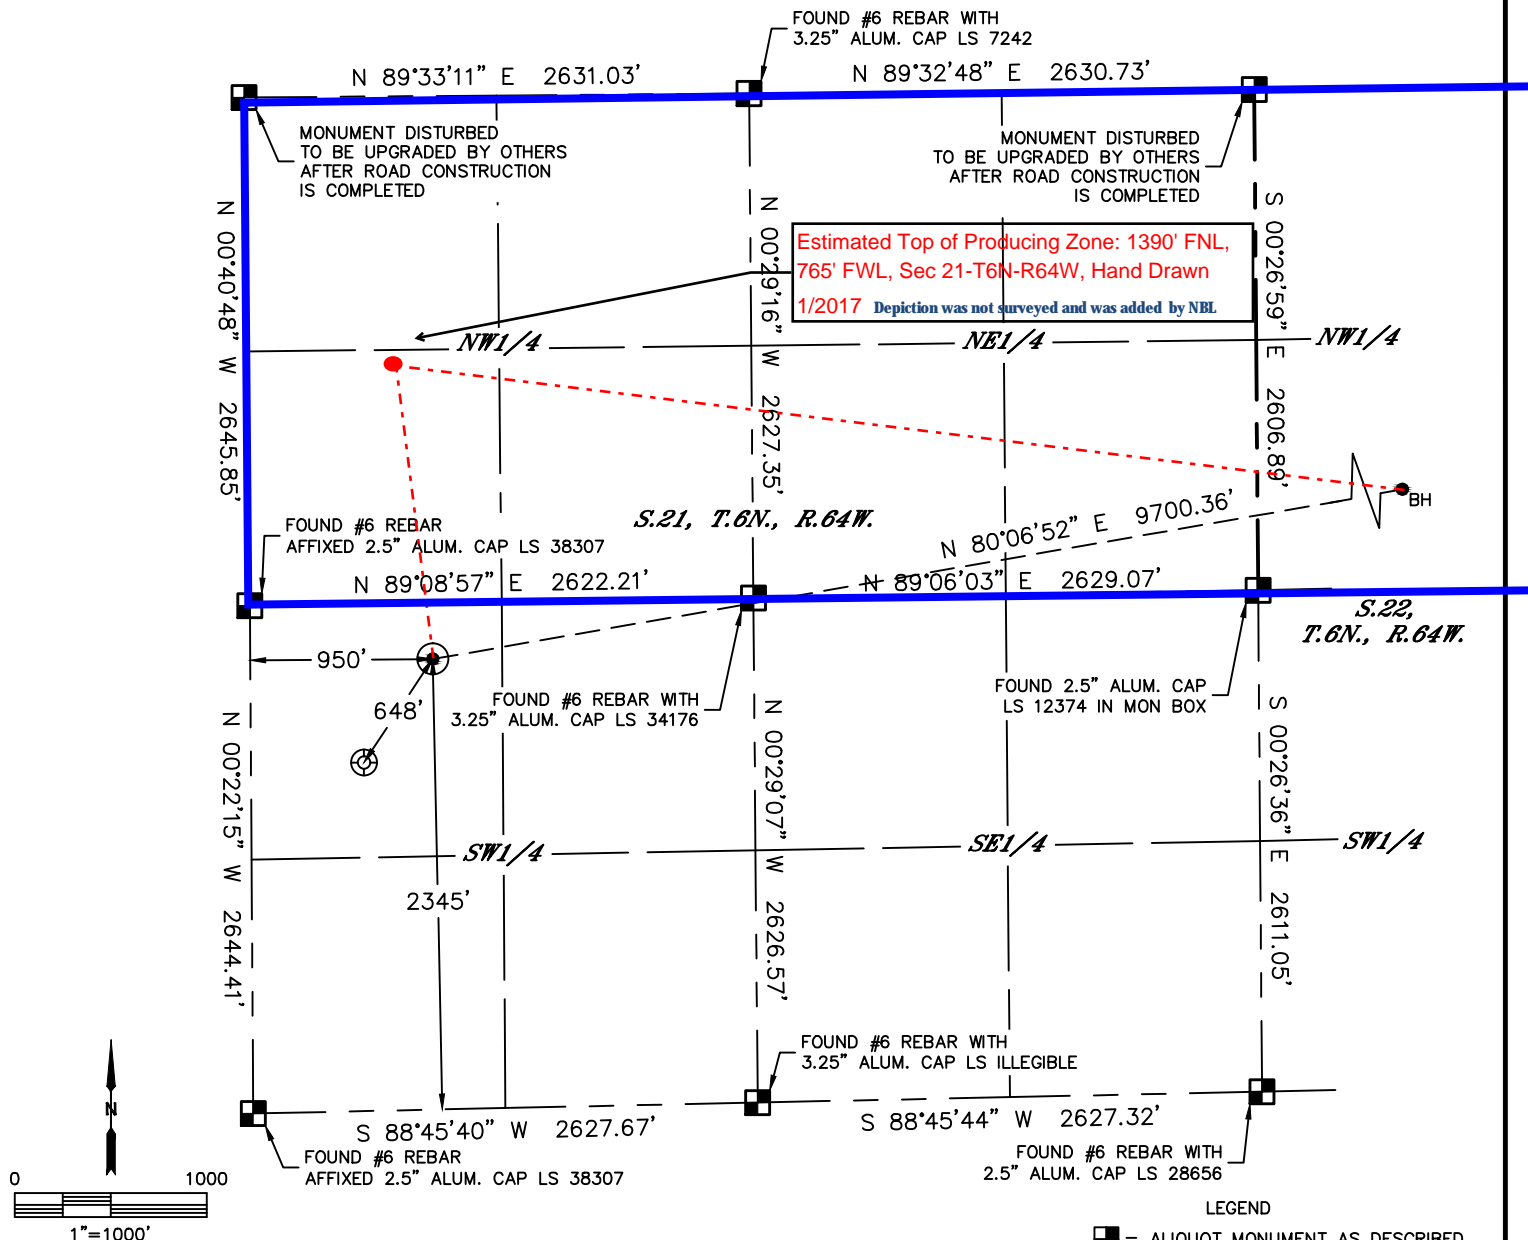 FOUND #6 REBAR WITH
3.25" ALUM. CAP LS 7242
N 89°33'11" E 2631.03'
N 89°32'48" E 2630.73'
MONUMENT DISTURBED
TO BE UPGRADED BY OTHERS
AFTER ROAD CONSTRUCTION
IS COMPLETED
MONUMENT DISTURBED
TO BE UPGRADED BY OTHERS
AFTER ROAD CONSTRUCTION
IS COMPLETED
N 00°40'48" W 2645.85'
N 00°29'16" W 2627.35'
S 00°26'59" E 2606.89'
Estimated Top of Producing Zone: 1390' FNL,
765' FWL, Sec 21-T6N-R64W, Hand Drawn
1/2017 Depiction was not surveyed and was added by NBL
NW1/4
NE1/4
NW1/4
BH
FOUND #6 REBAR
AFFIXED 2.5" ALUM. CAP LS 38307
S.21, T.6N., R.64W.
N 80°06'52" E 9700.36'
N 89°08'57" E 2622.21'
N 89°06'03" E 2629.07'
S.22,
T.6N., R.64W.
950'
648'
FOUND #6 REBAR WITH
3.25" ALUM. CAP LS 34176
FOUND 2.5" ALUM. CAP
LS 12374 IN MON BOX
N 00°22'15" W 2644.41'
N 00°29'07" W 2626.57'
S 00°26'36" E 2611.05'
SW1/4
SE1/4
SW1/4
2345'
FOUND #6 REBAR WITH
3.25" ALUM. CAP LS ILLEGIBLE
N
S 88°45'40" W 2627.67'
S 88°45'44" W 2627.32'
FOUND #6 REBAR
AFFIXED 2.5" ALUM. CAP LS 38307
FOUND #6 REBAR WITH
2.5" ALUM. CAP LS 28656
0 1000
1"=1000'
LEGEND
= ALIQUOT MONUMENT AS DESCRIBED